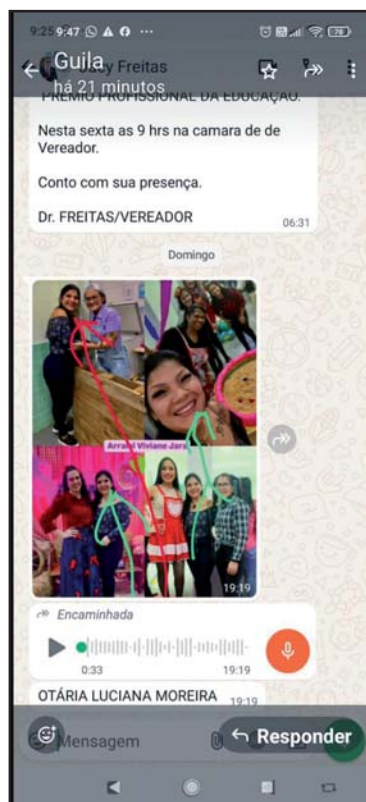 9:25 9:47
Guila
há 21 minutos
Freitas
PRÊMIO PROFISSIONAL DA EDUCAÇÃO.
Nesta sexta as 9 hrs na camara de de
Vereador.
Conto com sua presença.
Dr. FREITAS/VEREADOR
06:31
Domingo
Arraial Viviane Jara
19:19
Encaminhada
0:33
19:19
OTÁRIA LUCIANA MOREIRA 19:19
Mensagem
Responder